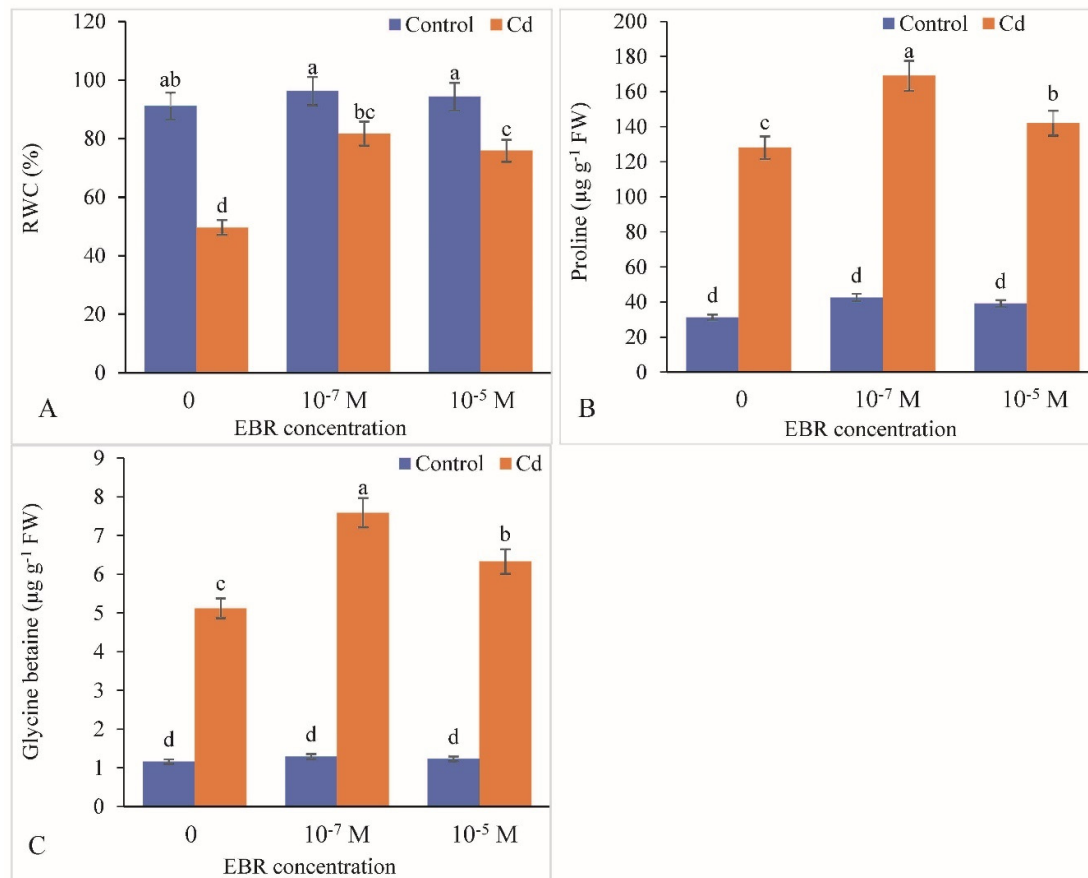 Control Cd
120
100
80
60
40
20
0
RWC (%)
ab
d
a
bc
a
c
0 10⁻⁷ M 10⁻⁵ M
EBR concentration
A
Control Cd
200
180
160
140
120
100
80
60
40
20
0
Proline (µg g⁻¹ FW)
d
c
d
a
d
b
0 10⁻⁷ M 10⁻⁵ M
EBR concentration
B
Control Cd
9
8
7
6
5
4
3
2
1
0
Glycine betaine (µg g⁻¹ FW)
d
c
d
a
d
b
0 10⁻⁷ M 10⁻⁵ M
EBR concentration
C